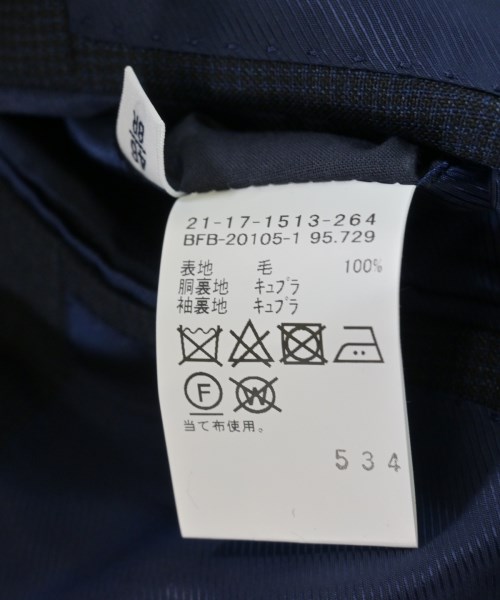 21-17-1513-264
BFB-20105-1 95.729
表地 毛 100%
胴裏地 キュプラ
袖裏地 キュプラ
F W
当て布使用。
534